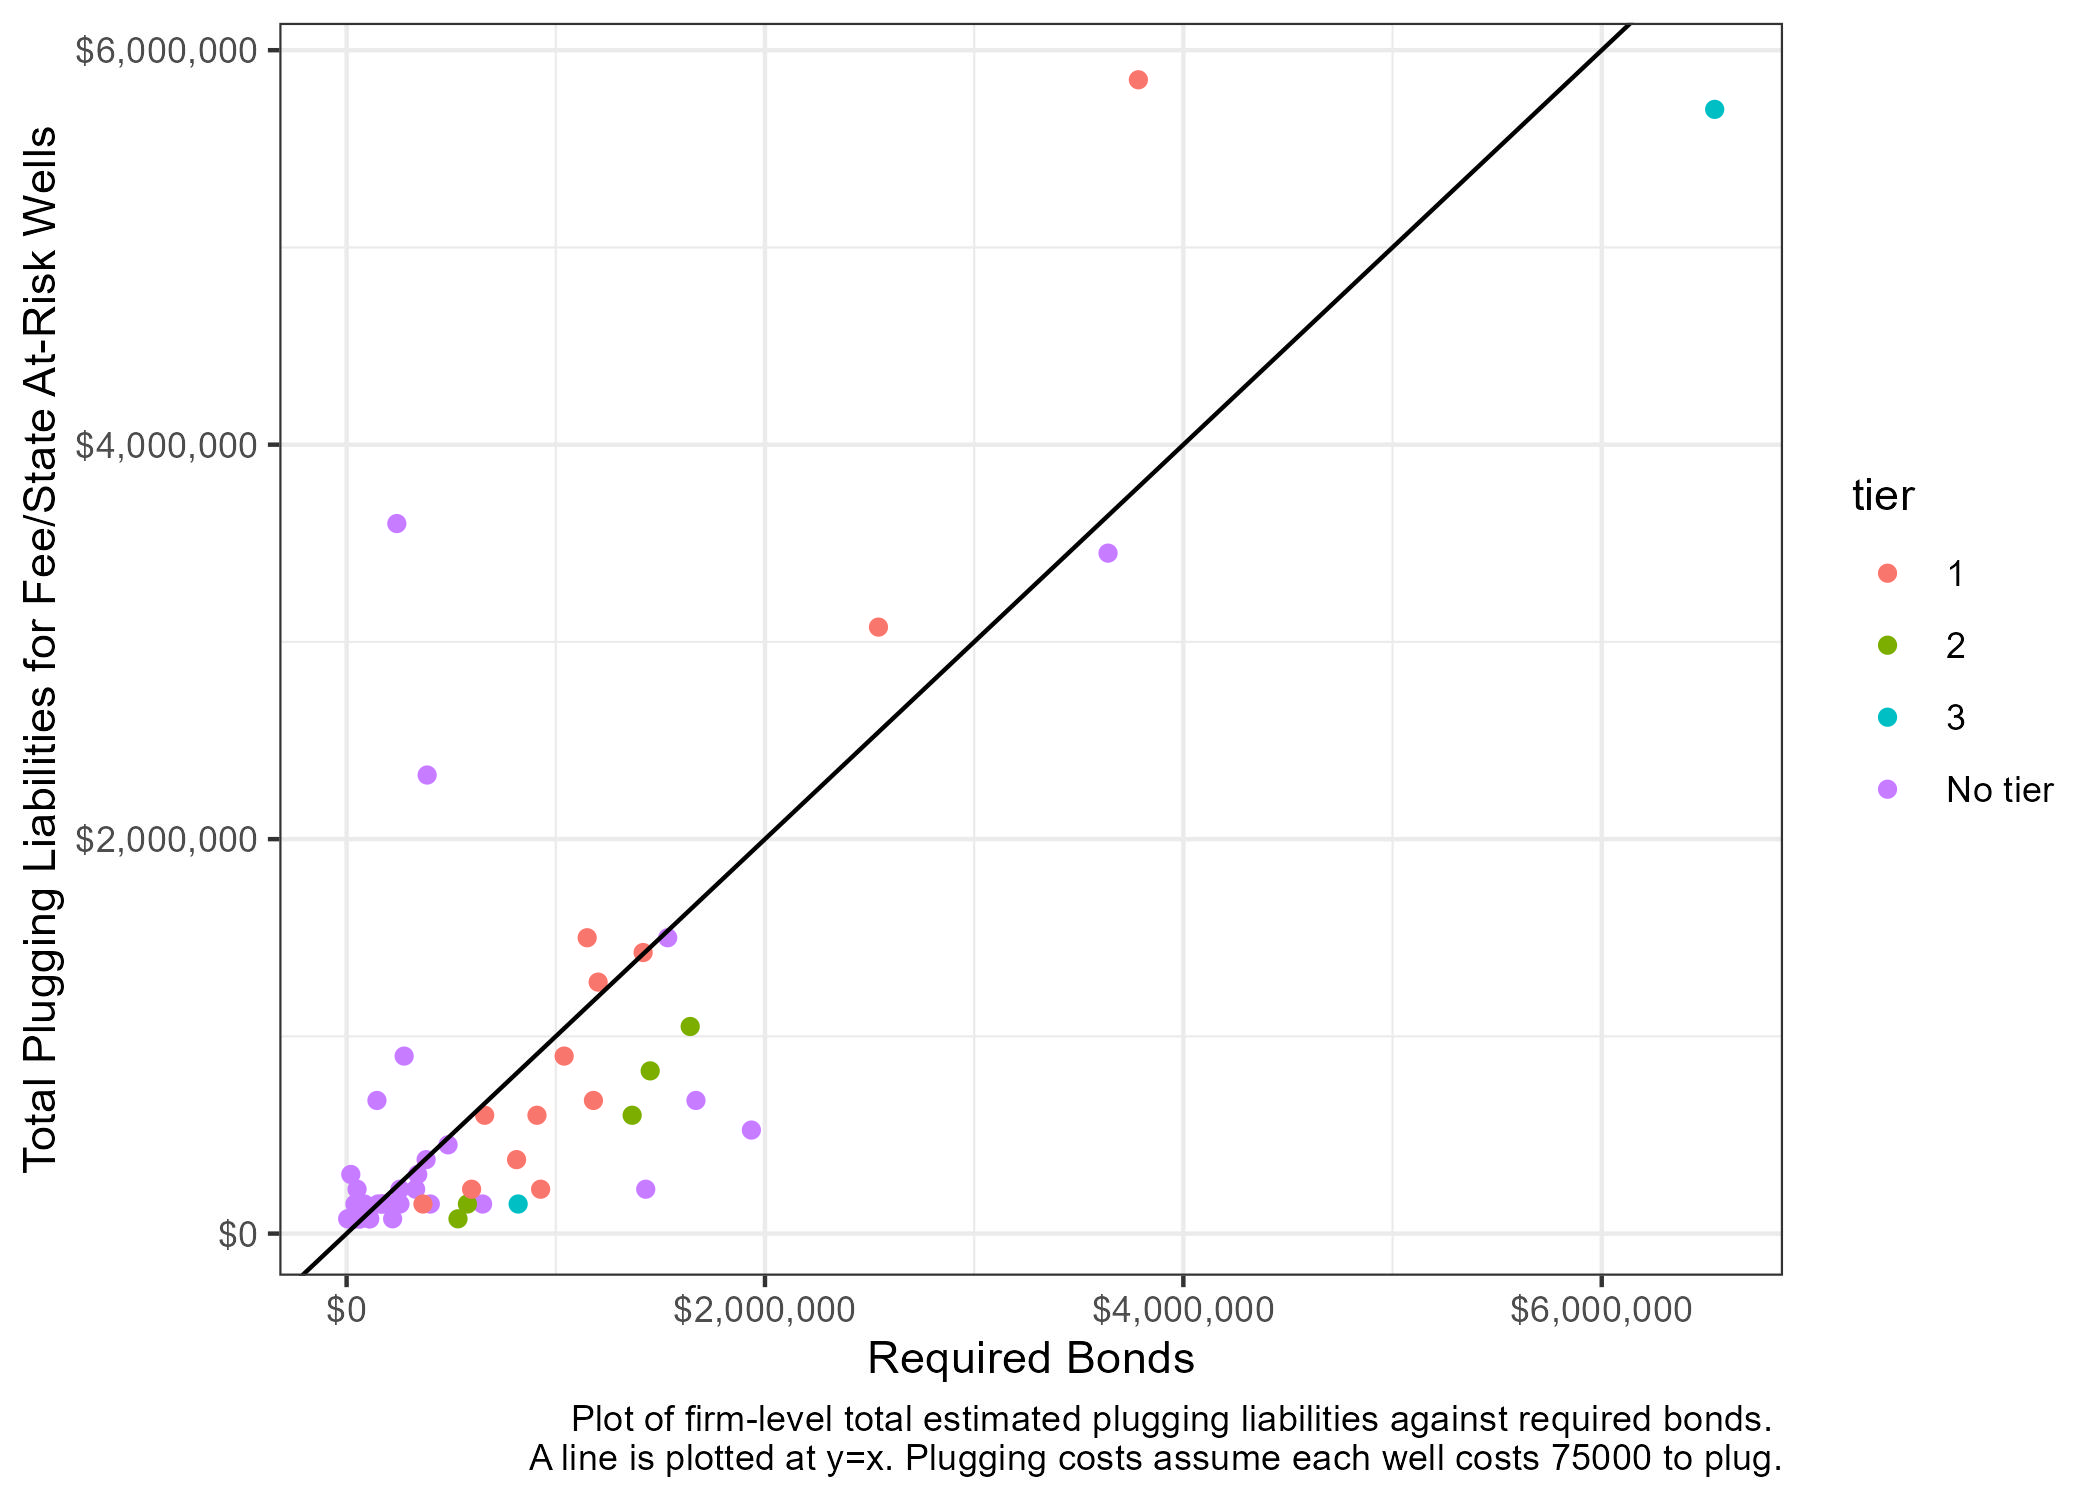 Total Plugging Liabilities for Fee/State At-Risk Wells
$6,000,000
$4,000,000
$2,000,000
$0
$0
$2,000,000
$4,000,000
$6,000,000
Required Bonds
tier
1
2
3
No tier
Plot of firm-level total estimated plugging liabilities against required bonds.
A line is plotted at y=x. Plugging costs assume each well costs 75000 to plug.